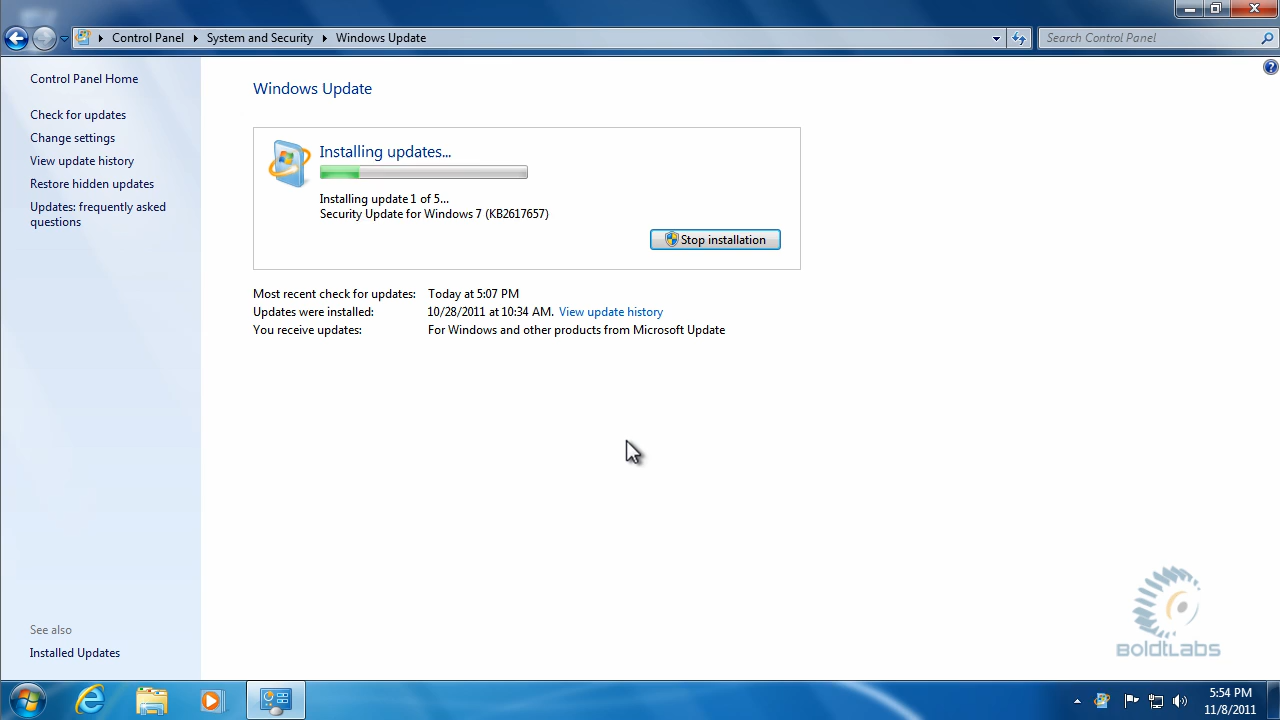 Control Panel
System and Security
Windows Update
Search Control Panel
Control Panel Home
Check for updates
Change settings
View update history
Restore hidden updates
Updates: frequently asked
questions
See also
Installed Updates
Windows Update
Installing updates...
Installing update 1 of 5...
Security Update for Windows 7 (KB2617657)
Stop installation
Most recent check for updates: Today at 5:07 PM
Updates were installed: 10/28/2011 at 10:34 AM. View update history
You receive updates: For Windows and other products from Microsoft Update
BoldtLabs
5:54 PM
11/8/2011